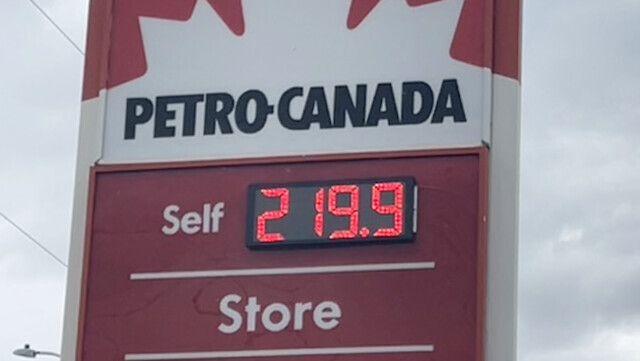 PETRO-CANADA
Self 219.9
Store